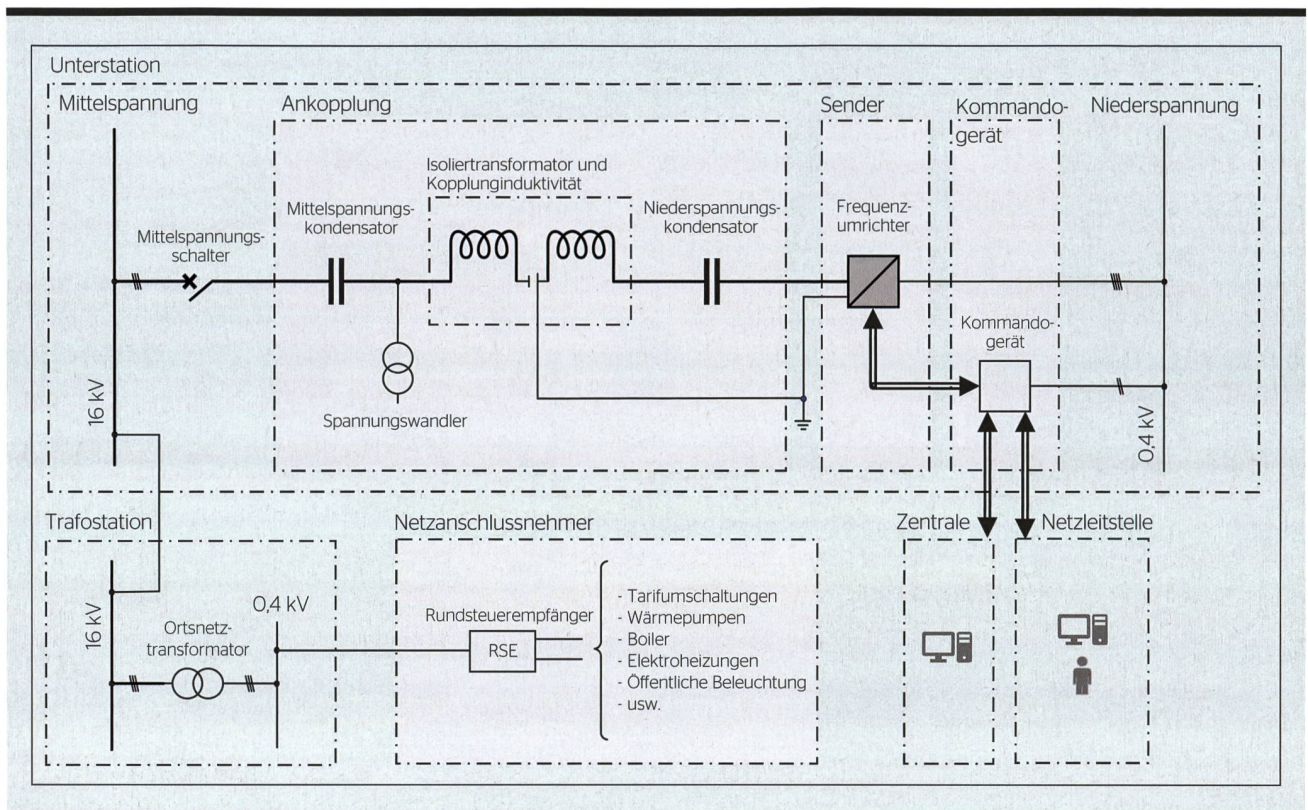 Unterstation
Mittelspannung
Ankopplung
Sender
Kommando-
gerät
Niederspannung
Isoliertransformator und
Kopplunginduktivität
Mittelspannungs-
kondensator
Niederspannungs-
kondensator
Frequenz-
umrichter
Mittelspannungs-
schalter
Kommando-
gerät
16 kV
Spannungswandler
0,4 kV
Trafostation
Netzanschlussnehmer
Zentrale
Netzleitstelle
16 kV
0,4 kV
Ortsnetz-
transformator
Rundsteuerempfänger
RSE
- Tarifumschaltungen
- Wärmepumpen
- Boiler
- Elektroheizungen
- Öffentliche Beleuchtung
- usw.